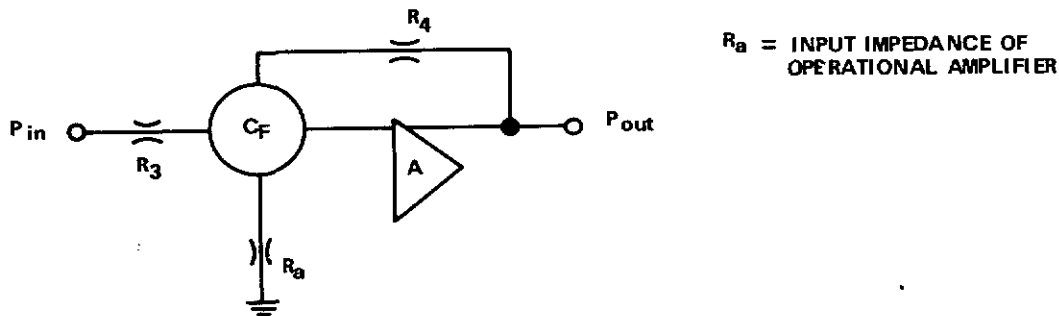 R4
Ra = INPUT IMPEDANCE OF
OPERATIONAL AMPLIFIER
Pin
CF
Pout
R3
A
Ra